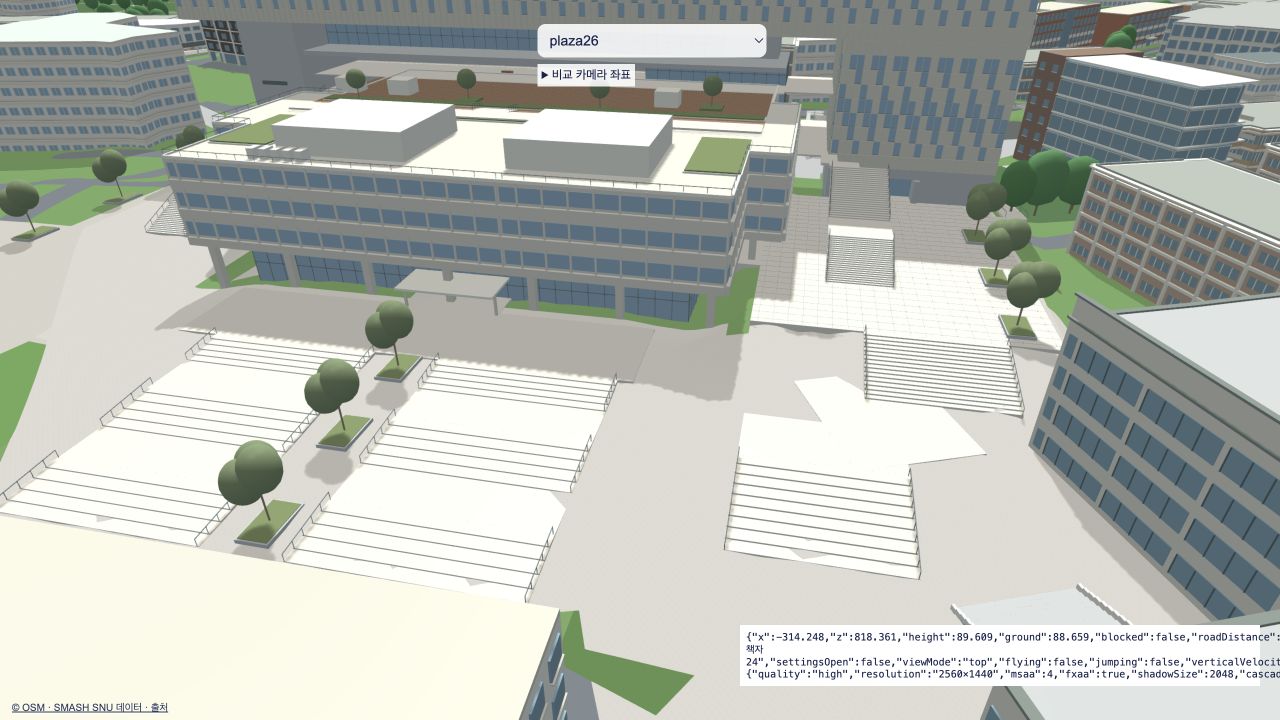 plaza26
▶ 비교 카메라 좌표
{"x":−314.248,"z":818.361,"height":89.609,"ground":88.659,"blocked":false,"roadDistance"
책자
24","settingsOpen":false,"viewMode":"top","flying":false,"jumping":false,"verticalVelocit
{"quality":"high","resolution":"2560×1440","msaa":4,"fxaa":true,"shadowSize":2048,"cascad
© OSM · SMASH SNU 데이터 · 출처